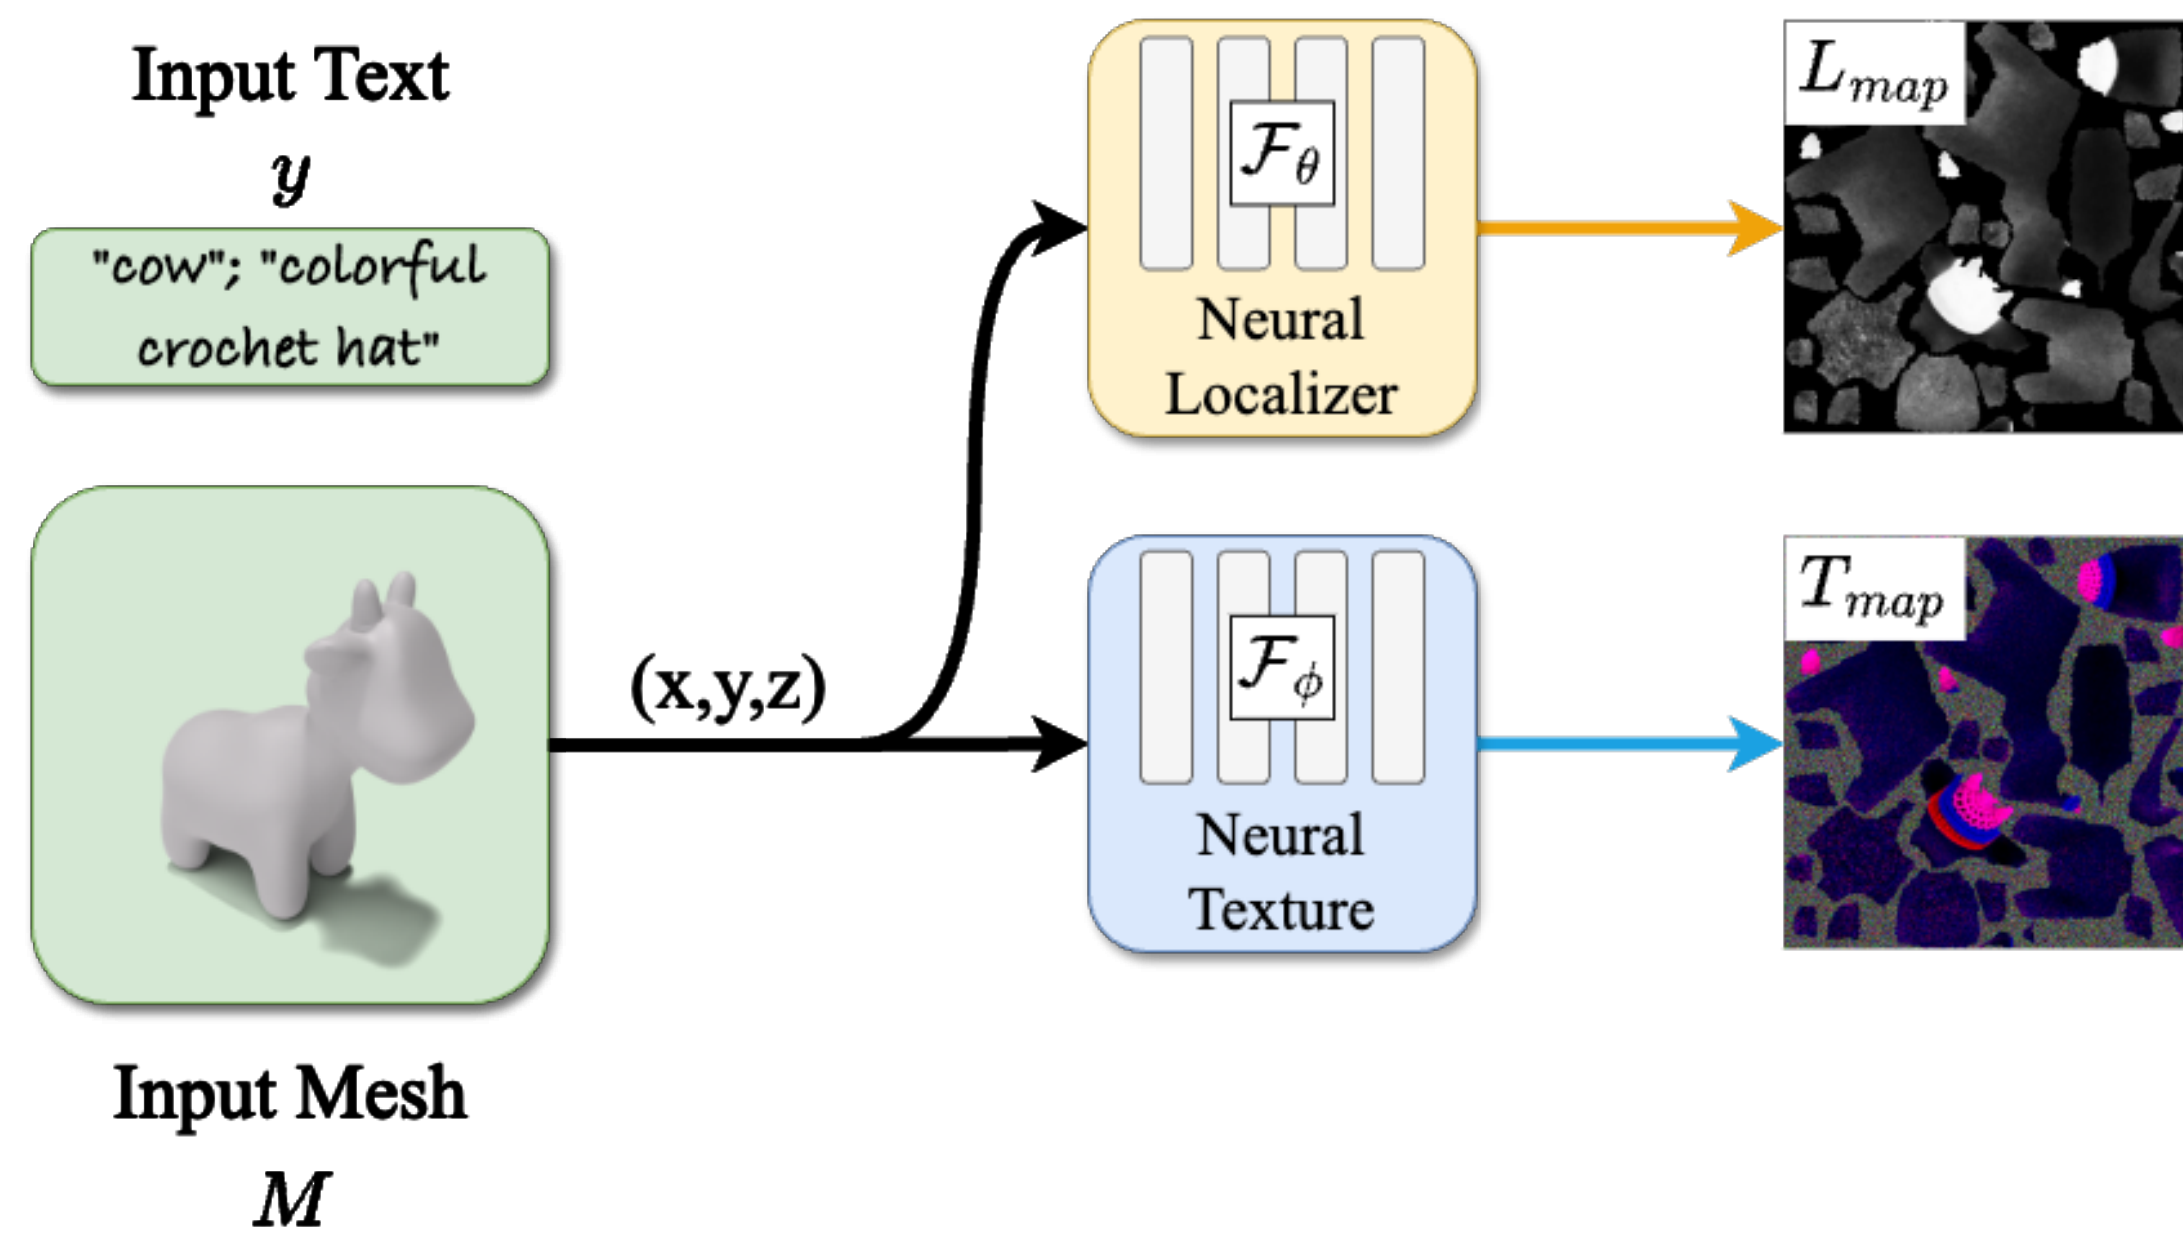 Input Text
y
"cow"; "colorful
crochet hat"
Input Mesh
M
(x,y,z)
ℱθ
Neural
Localizer
ℱϕ
Neural
Texture
Lmap
Tmap